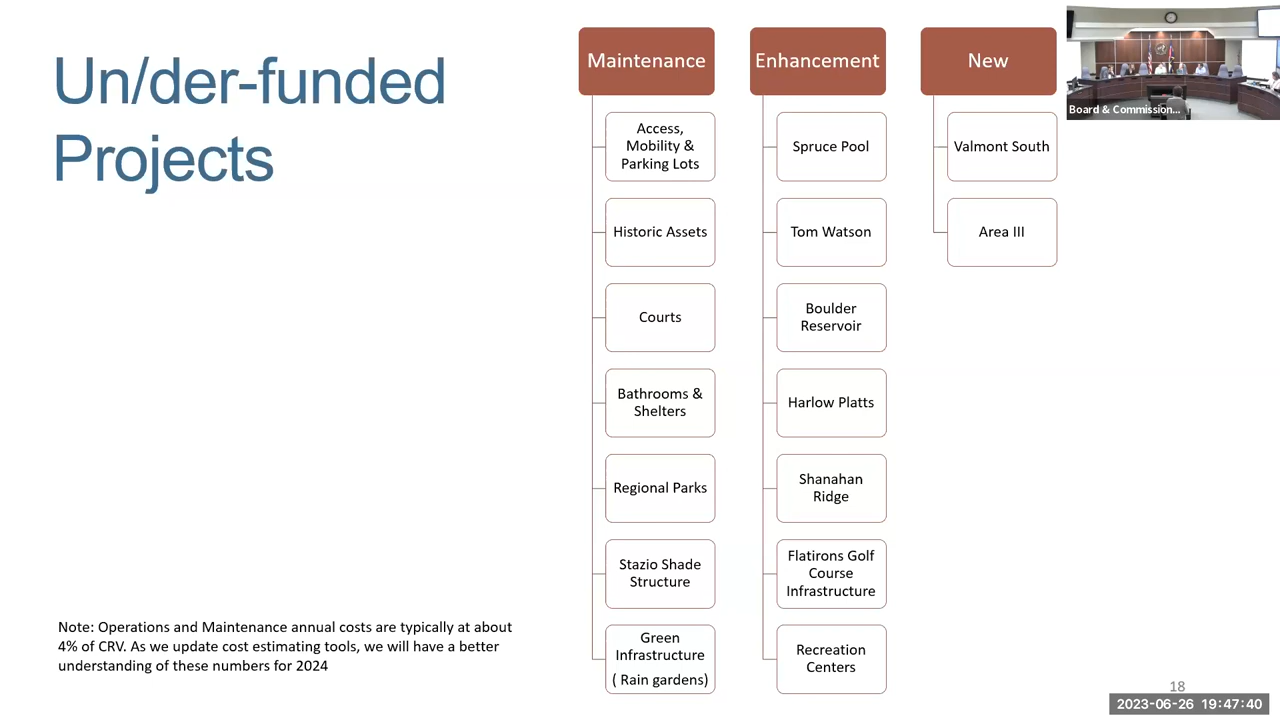 Un/der-funded
Projects
Maintenance
Access,
Mobility &
Parking Lots
Historic Assets
Courts
Bathrooms &
Shelters
Regional Parks
Stazio Shade
Structure
Green
Infrastructure
( Rain gardens)
Enhancement
Spruce Pool
Tom Watson
Boulder
Reservoir
Harlow Platts
Shanahan
Ridge
Flatirons Golf
Course
Infrastructure
Recreation
Centers
New
Valmont South
Area III
Board & Commission...
Note: Operations and Maintenance annual costs are typically at about
4% of CRV. As we update cost estimating tools, we will have a better
understanding of these numbers for 2024
18
2023-06-26 19:47:40